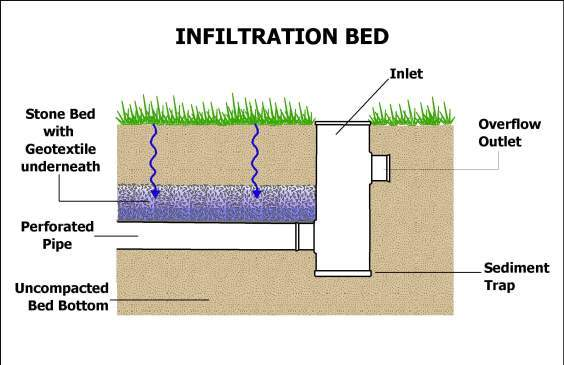 INFILTRATION BED
Inlet
Stone Bed
with
Geotextile
underneath
Overflow
Outlet
Perforated
Pipe
Sediment
Trap
Uncompacted
Bed Bottom